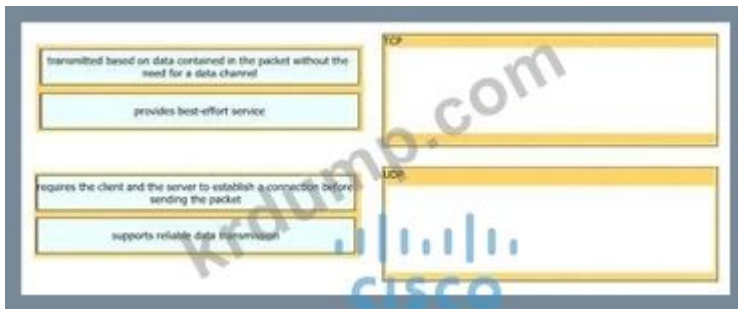 transmitted based on data contained in the packet without the
need for a data channel
provides best-effort service
requires the client and the server to establish a connection before
sending the packet
supports reliable data transmission
TCP
UDP
krdump.com
CISCO